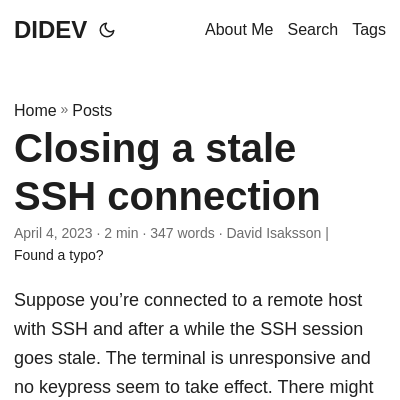 DIDEV
About Me Search Tags
Home » Posts
Closing a stale
SSH connection
April 4, 2023 · 2 min · 347 words · David Isaksson |
Found a typo?
Suppose you’re connected to a remote host
with SSH and after a while the SSH session
goes stale. The terminal is unresponsive and
no keypress seem to take effect. There might